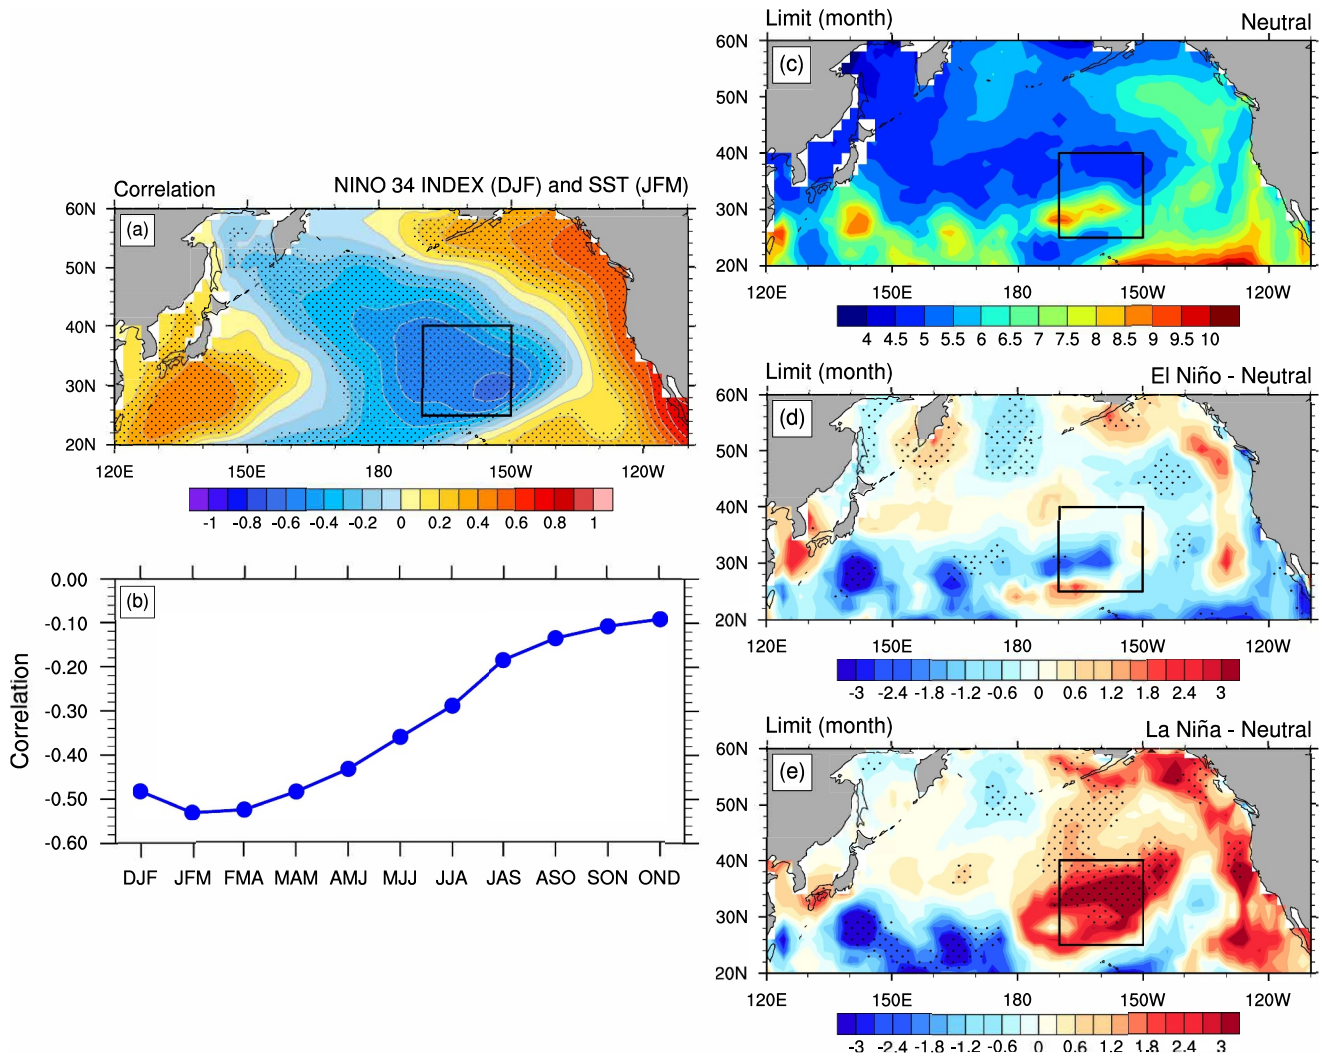 Correlation NINO 34 INDEX (DJF) and SST (JFM)
(a)
60N
50N
40N
30N
20N
120E 150E 180 150W 120W
-1 -0.8 -0.6 -0.4 -0.2 0 0.2 0.4 0.6 0.8 1
(b)
Correlation
0.00
-0.10
-0.20
-0.30
-0.40
-0.50
-0.60
DJF JFM FMA MAM AMJ MJJ JJA JAS ASO SON OND
Limit (month) Neutral
(c)
60N
50N
40N
30N
20N
120E 150E 180 150W 120W
4 4.5 5 5.5 6 6.5 7 7.5 8 8.5 9 9.5 10
Limit (month) El Niño - Neutral
(d)
60N
50N
40N
30N
20N
120E 150E 180 150W 120W
-3 -2.4 -1.8 -1.2 -0.6 0 0.6 1.2 1.8 2.4 3
Limit (month) La Niña - Neutral
(e)
60N
50N
40N
30N
20N
120E 150E 180 150W 120W
-3 -2.4 -1.8 -1.2 -0.6 0 0.6 1.2 1.8 2.4 3